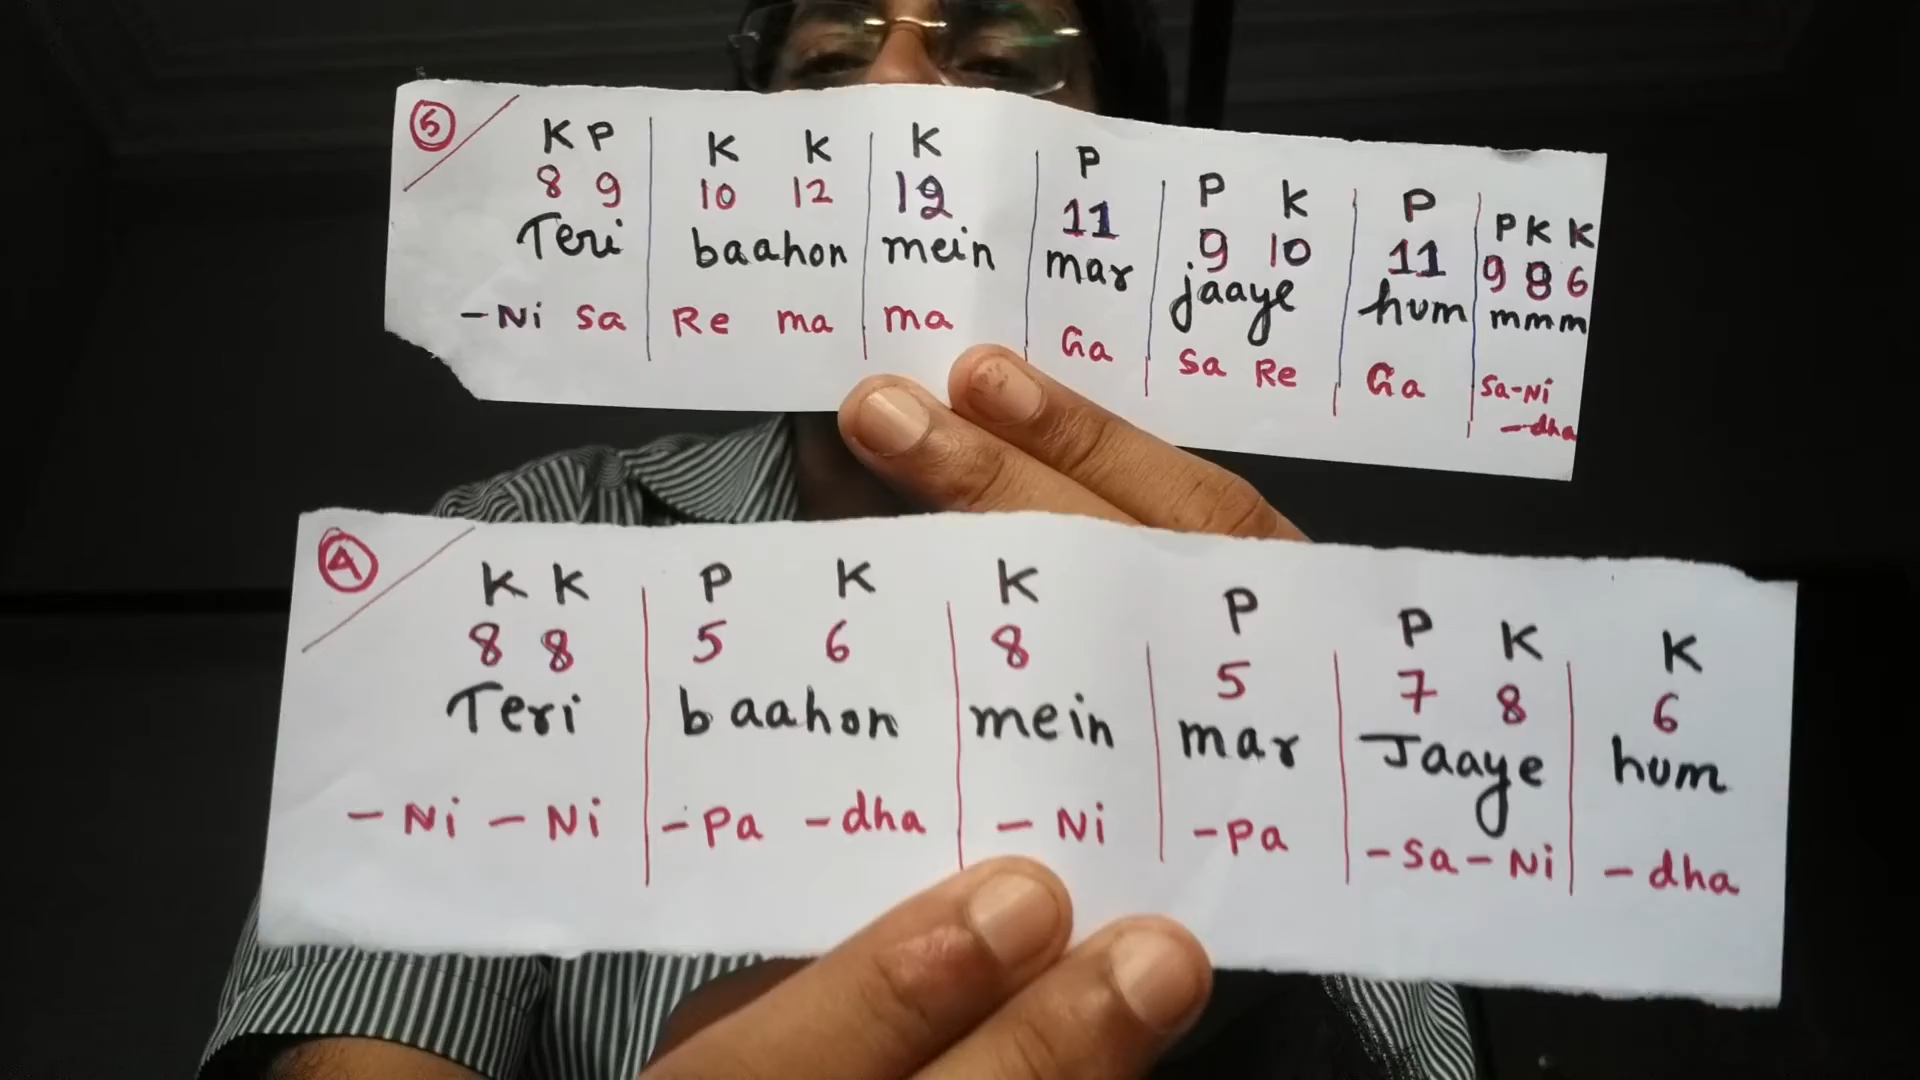 5
K P K K K P P K P P K K
8 9 10 12 12 11 9 10 11 9 8 6
Teri baahon mein mar jaaye hum mmm
-Ni Sa Re ma ma Ga Sa Re Ga Sa-Ni
-dha
4
K K P K K P P K K
8 8 5 6 8 5 7 8 6
Teri baahon mein mar Jaaye hum
-Ni -Ni -Pa -dha -Ni -Pa -Sa -Ni -dha